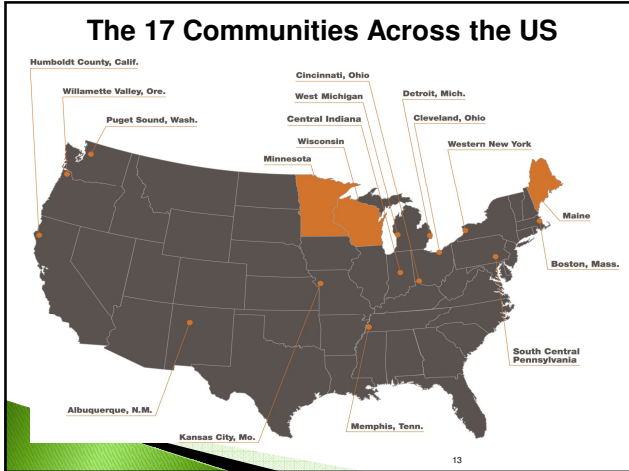 The 17 Communities Across the US
Humboldt County, Calif.
Willamette Valley, Ore.
Puget Sound, Wash.
Cincinnati, Ohio
West Michigan
Central Indiana
Wisconsin
Minnesota
Detroit, Mich.
Cleveland, Ohio
Western New York
Maine
Boston, Mass.
South Central
Pennsylvania
Albuquerque, N.M.
Kansas City, Mo.
Memphis, Tenn.
13